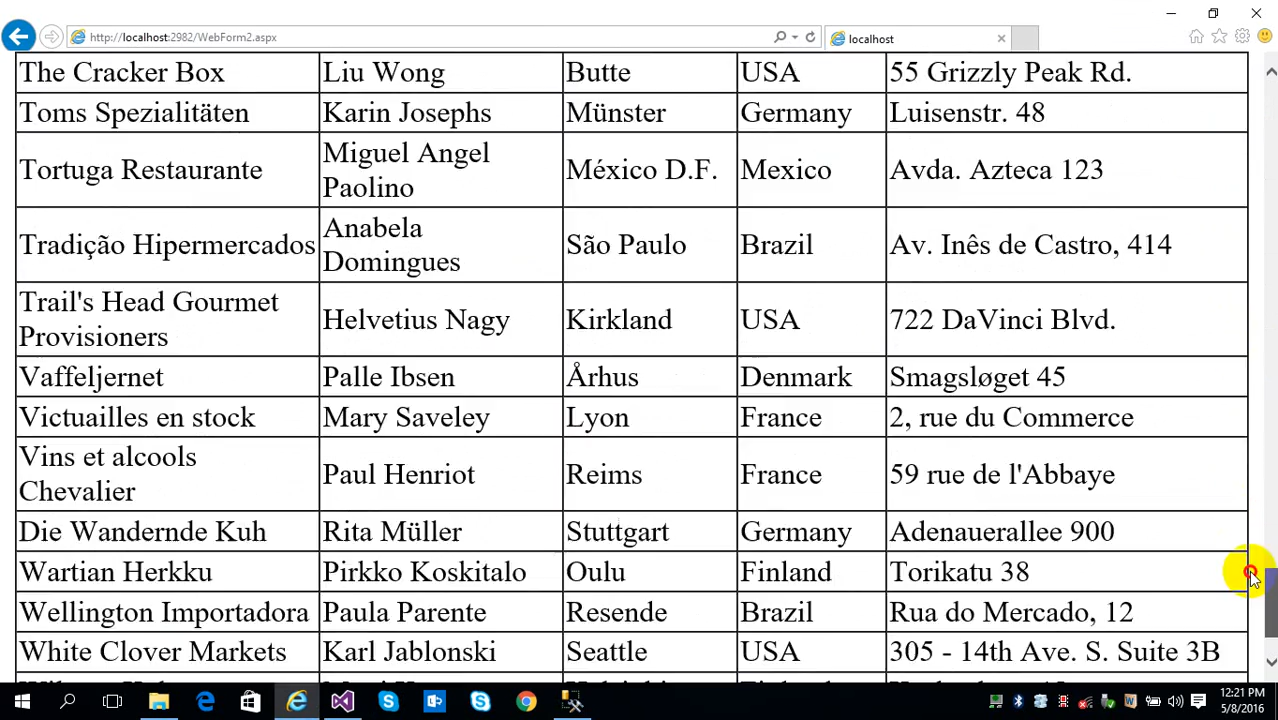 http://localhost:2982/WebForm2.aspx
localhost
The Cracker Box Liu Wong Butte USA 55 Grizzly Peak Rd.
Toms Spezialitäten Karin Josephs Münster Germany Luisenstr. 48
Tortuga Restaurante Miguel Angel Paolino México D.F. Mexico Avda. Azteca 123
Tradição Hipermercados Anabela Domingues São Paulo Brazil Av. Inês de Castro, 414
Trail's Head Gourmet Provisioners Helvetius Nagy Kirkland USA 722 DaVinci Blvd.
Vaffeljernet Palle Ibsen Århus Denmark Smagsløget 45
Victuailles en stock Mary Saveley Lyon France 2, rue du Commerce
Vins et alcools Chevalier Paul Henriot Reims France 59 rue de l'Abbaye
Die Wandernde Kuh Rita Müller Stuttgart Germany Adenauerallee 900
Wartian Herkku Pirkko Koskitalo Oulu Finland Torikatu 38
Wellington Importadora Paula Parente Resende Brazil Rua do Mercado, 12
White Clover Markets Karl Jablonski Seattle USA 305 - 14th Ave. S. Suite 3B
12:21 PM
5/8/2016